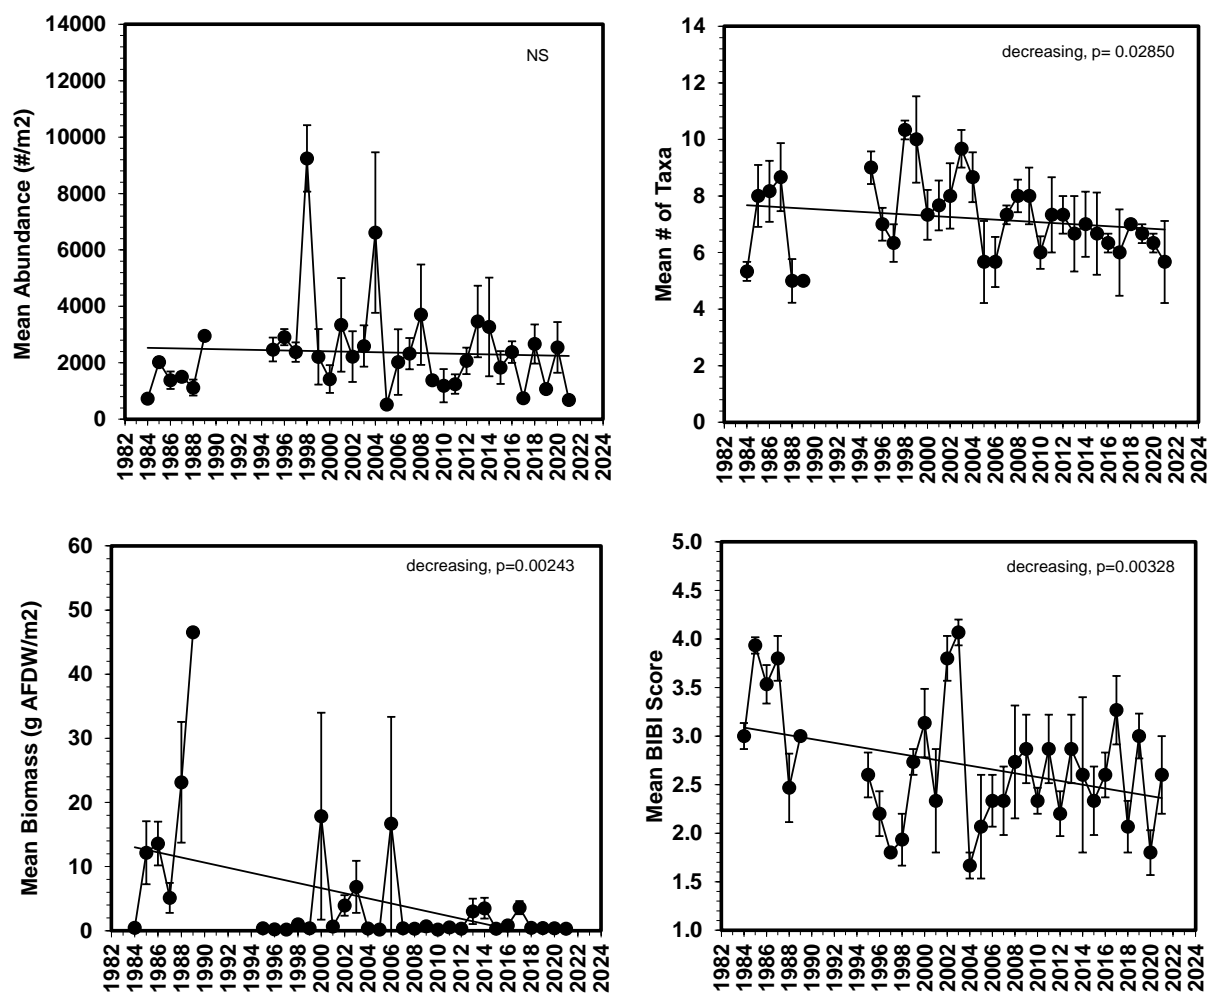 14000
12000
10000
8000
6000
4000
2000
0
Mean Abundance (#/m2)
NS
1982 1984 1986 1988 1990 1992 1994 1996 1998 2000 2002 2004 2006 2008 2010 2012 2014 2016 2018 2020 2022 2024
14
12
10
8
6
4
2
0
Mean # of Taxa
decreasing, p= 0.02850
1982 1984 1986 1988 1990 1992 1994 1996 1998 2000 2002 2004 2006 2008 2010 2012 2014 2016 2018 2020 2022 2024
60
50
40
30
20
10
0
Mean Biomass (g AFDW/m2)
decreasing, p=0.00243
1982 1984 1986 1988 1990 1992 1994 1996 1998 2000 2002 2004 2006 2008 2010 2012 2014 2016 2018 2020 2022 2024
5.0
4.5
4.0
3.5
3.0
2.5
2.0
1.5
1.0
Mean BIBI Score
decreasing, p=0.00328
1982 1984 1986 1988 1990 1992 1994 1996 1998 2000 2002 2004 2006 2008 2010 2012 2014 2016 2018 2020 2022 2024